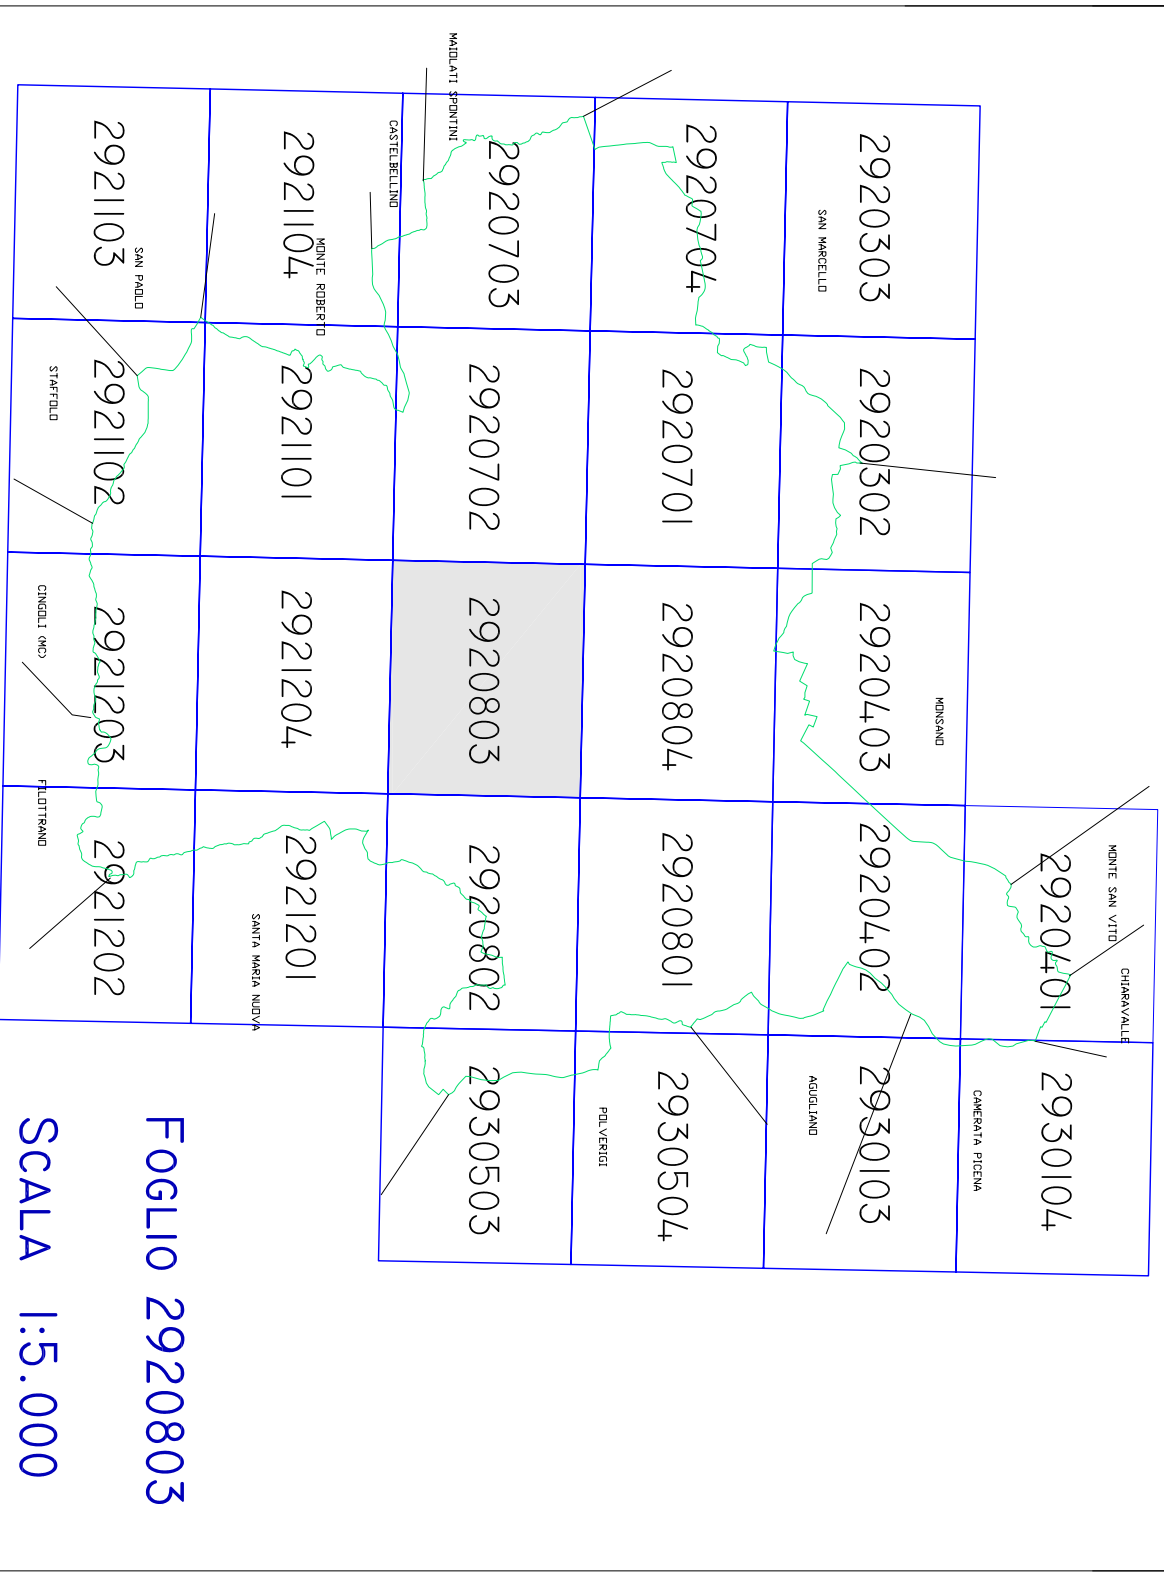 CHIARAVALLE
MONTE SAN VITO
2920401 2930104
CAMERATA PICENA
MONSANO
2920303 2920302 2920403 2920402 2930103
SAN MARCELLO
AGUGLIANO
2920704 2920701 2920804 2920801 2930504
POLVERIGI
2920703 2920702 2920803 2920802 2930503
MAIOLATI SPONTINI
CASTELBELLINO
MONTE ROBERTO
2921104 2921101 2921204 2921201
SANTA MARIA NUOVA
SAN PAOLO
2921103 2921102 2921203 2921202
STAFFOLO
CINGOLI (MC)
FILOTTRANO
FOGLIO 2920803
SCALA 1:5.000